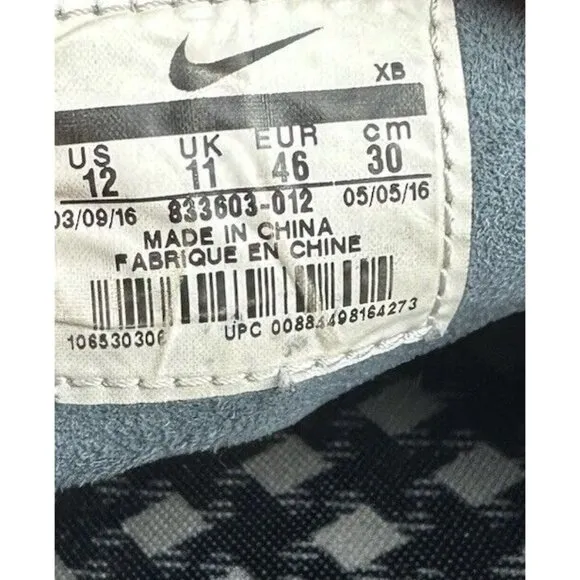 XB
US UK EUR cm
12 11 46 30
03/09/16 833603-012 05/05/16
MADE IN CHINA
FABRIQUE EN CHINE
106530306 UPC 00884498164273